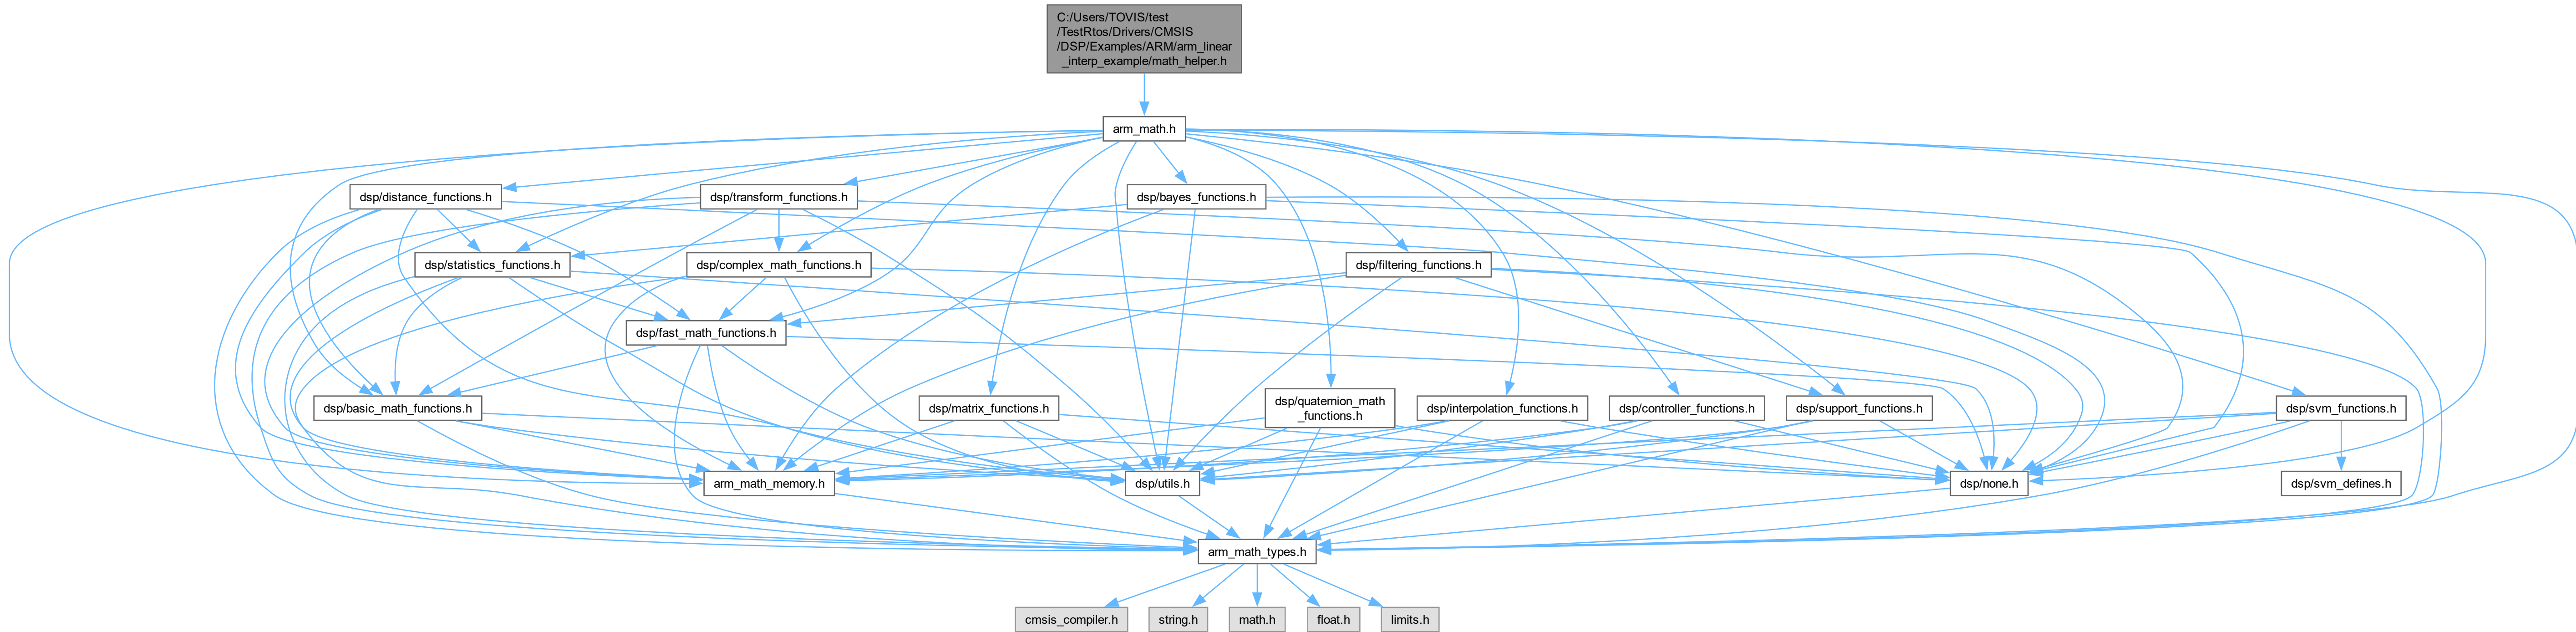 C:/Users/TOVIS/test
/TestRtos/Drivers/CMSIS
/DSP/Examples/ARM/arm_linear
_interp_example/math_helper.h
arm_math.h
dsp/distance_functions.h
dsp/transform_functions.h
dsp/bayes_functions.h
dsp/statistics_functions.h
dsp/complex_math_functions.h
dsp/filtering_functions.h
dsp/fast_math_functions.h
dsp/basic_math_functions.h
dsp/matrix_functions.h
dsp/quaternion_math
_functions.h
dsp/interpolation_functions.h
dsp/controller_functions.h
dsp/support_functions.h
dsp/svm_functions.h
arm_math_memory.h
dsp/utils.h
dsp/none.h
dsp/svm_defines.h
arm_math_types.h
cmsis_compiler.h
string.h
math.h
float.h
limits.h